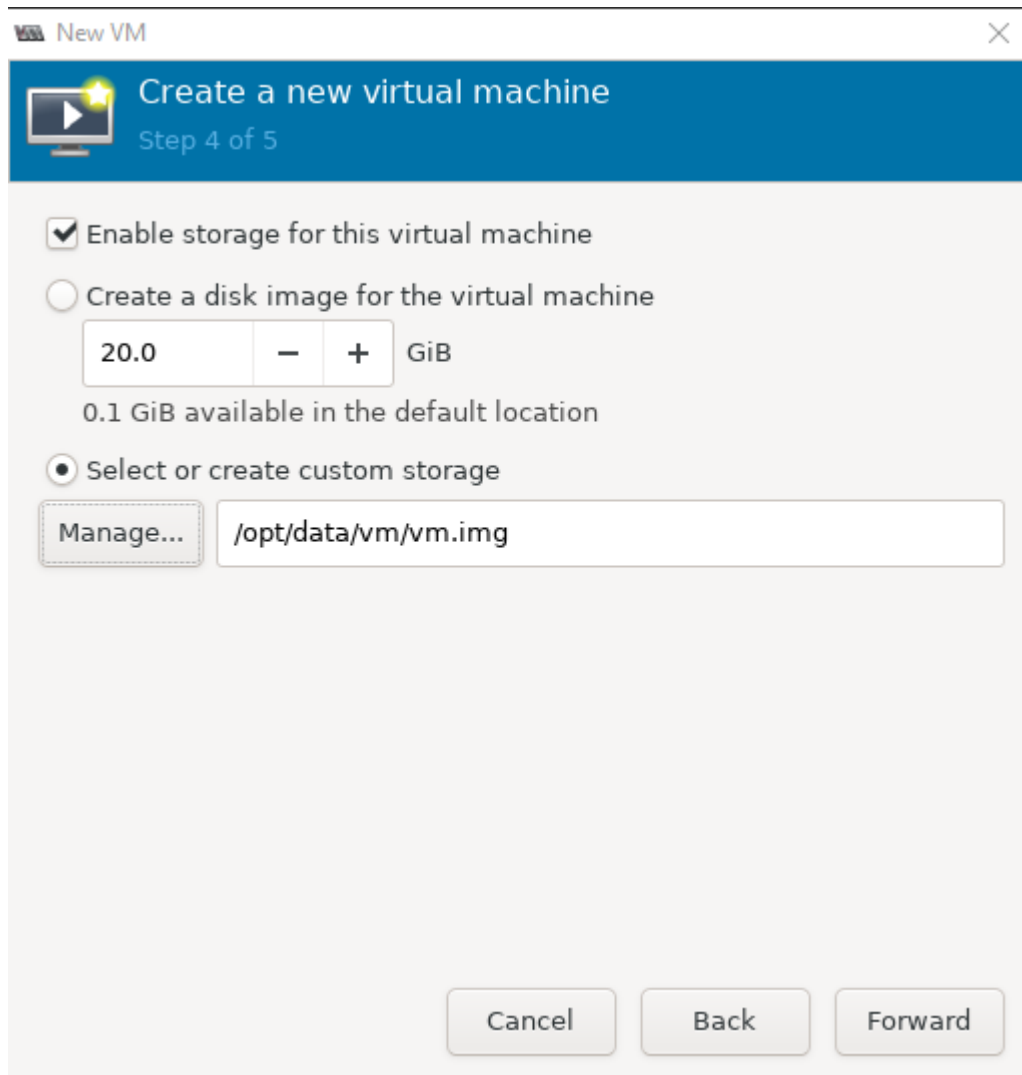 New VM
Create a new virtual machine
Step 4 of 5
Enable storage for this virtual machine
Create a disk image for the virtual machine
20.0 − + GiB
0.1 GiB available in the default location
Select or create custom storage
Manage... /opt/data/vm/vm.img
Cancel Back Forward